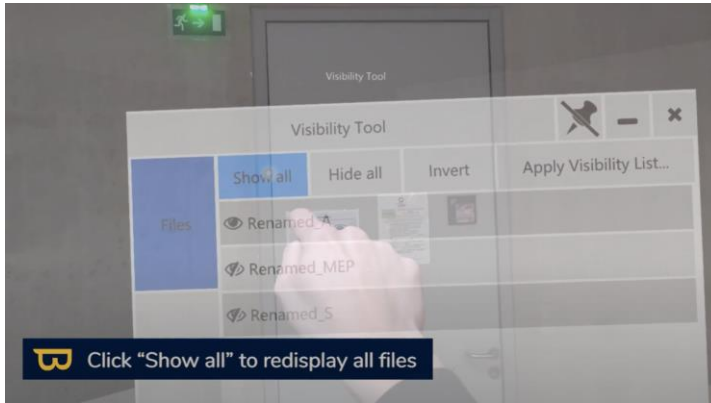 Visibility Tool
Visibility Tool
Show all
Hide all
Invert
Apply Visibility List...
Files
Renamed_A
Renamed_MEP
Renamed_S
Click “Show all” to redisplay all files